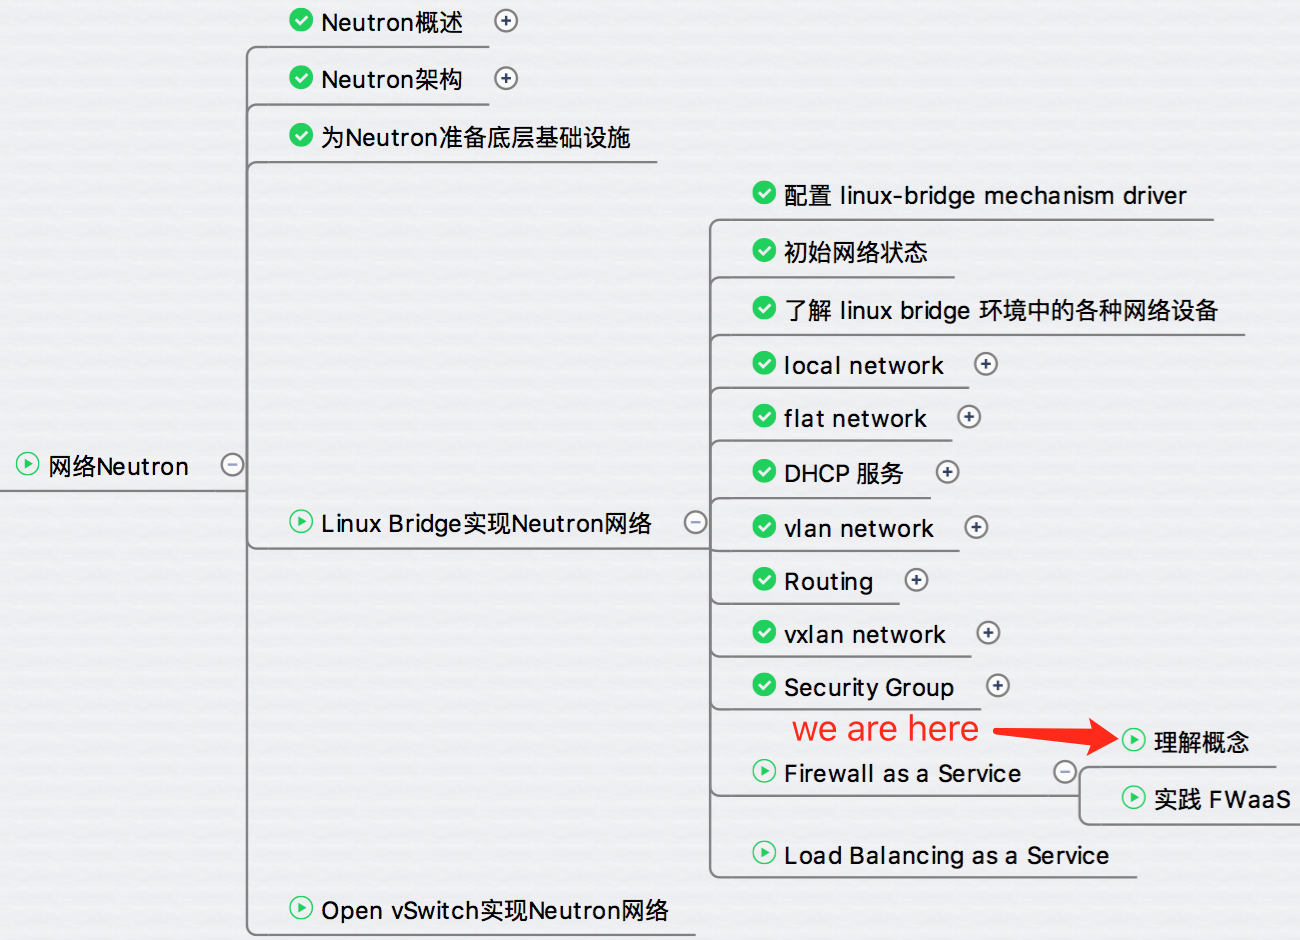 Neutron概述
Neutron架构
为Neutron准备底层基础设施
配置 linux-bridge mechanism driver
初始网络状态
了解 linux bridge 环境中的各种网络设备
local network
flat network
网络Neutron
DHCP 服务
Linux Bridge实现Neutron网络
vlan network
Routing
vxlan network
Security Group
we are here
理解概念
Firewall as a Service
实践 FWaaS
Load Balancing as a Service
Open vSwitch实现Neutron网络